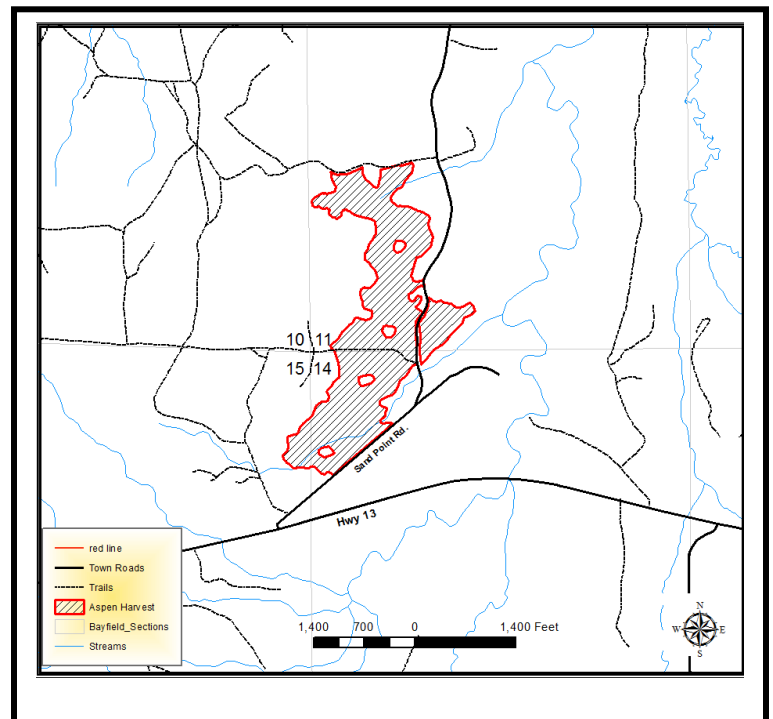 10 11
15 14
Sand Point Rd.
Hwy 13
red line
Town Roads
Trails
Aspen Harvest
Bayfield_Sections
Streams
1,400 700 0 1,400 Feet
N
W E
S